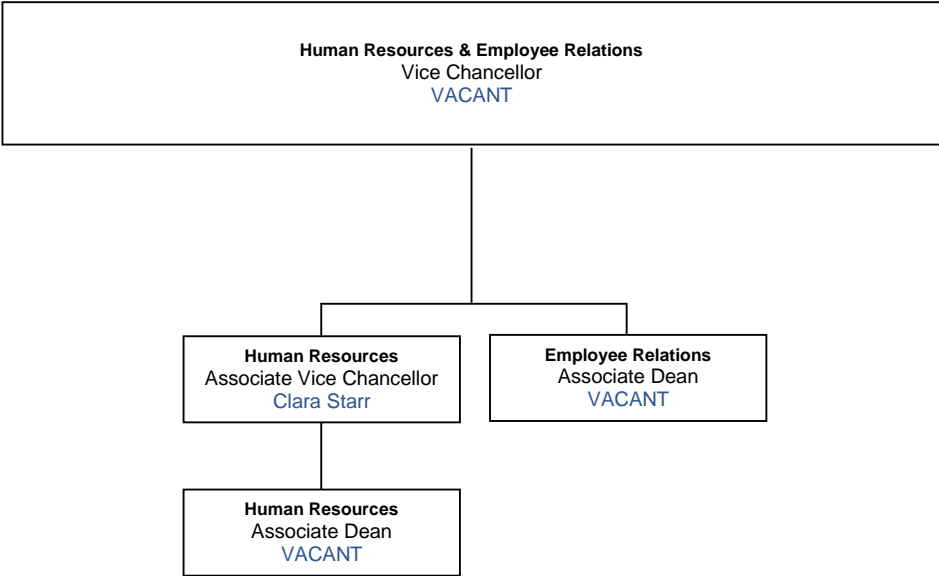 Human Resources & Employee Relations
Vice Chancellor
VACANT
Human Resources
Associate Vice Chancellor
Clara Starr
Employee Relations
Associate Dean
VACANT
Human Resources
Associate Dean
VACANT